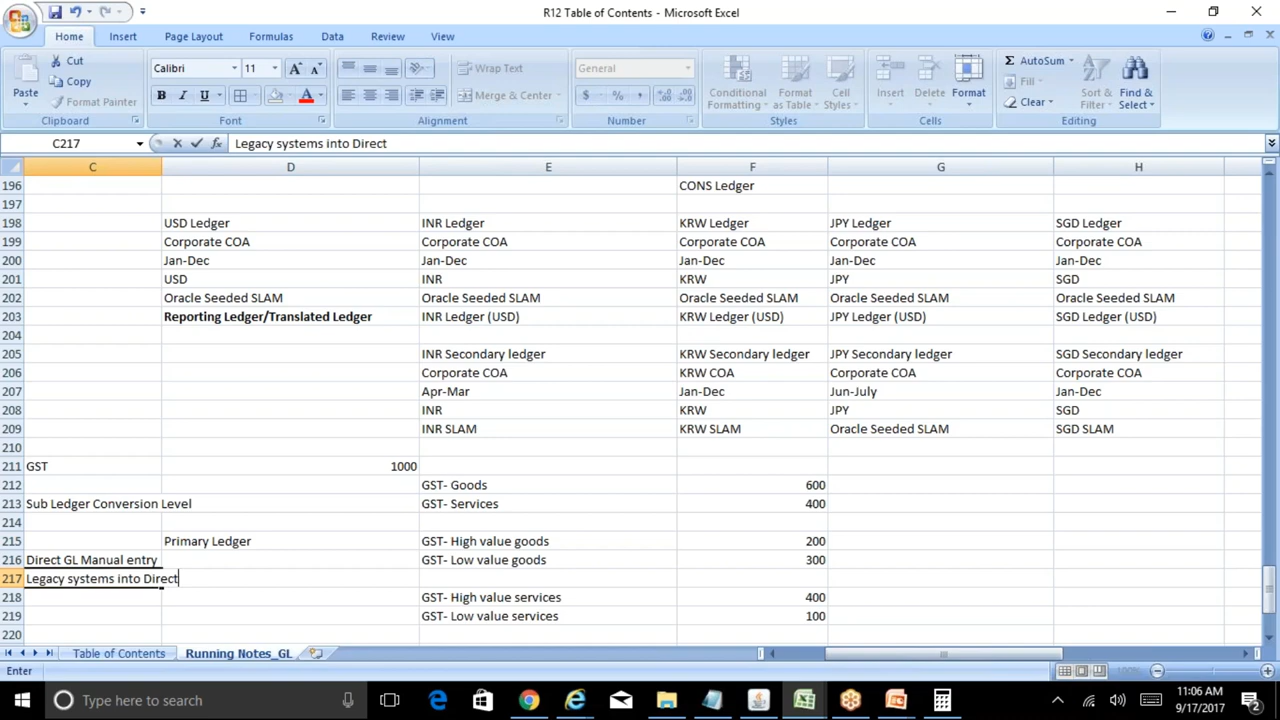 R12 Table of Contents - Microsoft Excel
Home Insert Page Layout Formulas Data Review View
Paste Cut Copy Format Painter
Calibri 11 B I U A
Wrap Text Merge & Center
General $ % ,
Conditional Formatting Format as Table Cell Styles
Insert Delete Format
AutoSum Fill Clear Sort & Filter Find & Select
Clipboard Font Alignment Number Styles Cells Editing
C217 fx Legacy systems into Direct
C D E F G H
196 CONS Ledger
197
198 USD Ledger INR Ledger KRW Ledger JPY Ledger SGD Ledger
199 Corporate COA Corporate COA Corporate COA Corporate COA Corporate COA
200 Jan-Dec Jan-Dec Jan-Dec Jan-Dec Jan-Dec
201 USD INR KRW JPY SGD
202 Oracle Seeded SLAM Oracle Seeded SLAM Oracle Seeded SLAM Oracle Seeded SLAM Oracle Seeded SLAM
203 Reporting Ledger/Translated Ledger INR Ledger (USD) KRW Ledger (USD) JPY Ledger (USD) SGD Ledger (USD)
204
205 INR Secondary ledger KRW Secondary ledger JPY Secondary ledger SGD Secondary ledger
206 Corporate COA KRW COA Corporate COA Corporate COA
207 Apr-Mar Jan-Dec Jun-July Jan-Dec
208 INR KRW JPY SGD
209 INR SLAM KRW SLAM Oracle Seeded SLAM SGD SLAM
210
211 GST 1000
212 GST- Goods 600
213 Sub Ledger Conversion Level GST- Services 400
214
215 Primary Ledger GST- High value goods 200
216 Direct GL Manual entry GST- Low value goods 300
217 Legacy systems into Direct
218 GST- High value services 400
219 GST- Low value services 100
220
Table of Contents Running Notes_GL
Enter 100%
Type here to search
11:06 AM
9/17/2017
2